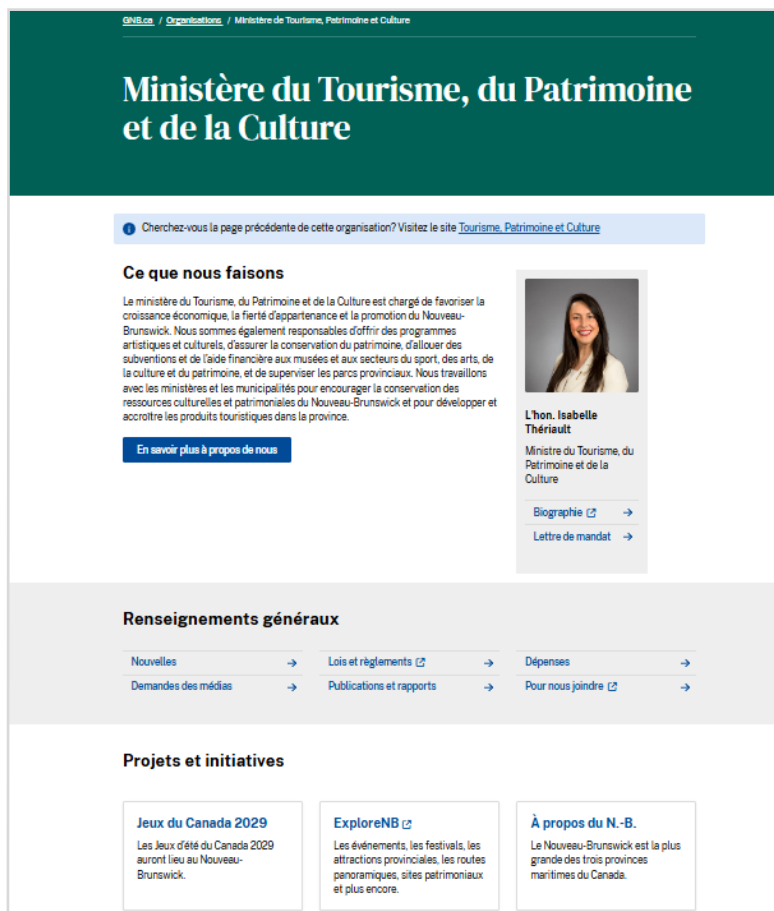 GNB.ca / Organisations / Ministère de Tourisme, Patrimoine et Culture
Ministère du Tourisme, du Patrimoine
et de la Culture
Cherchez-vous la page précédente de cette organisation? Visitez le site Tourisme, Patrimoine et Culture
Ce que nous faisons
Le ministère du Tourisme, du Patrimoine et de la Culture est chargé de favoriser la
croissance économique, la fierté d'appartenance et la promotion du Nouveau-
Brunswick. Nous sommes également responsables d'offrir des programmes
artistiques et culturels, d'assurer la conservation du patrimoine, d'allouer des
subventions et de l'aide financière aux musées et aux secteurs du sport, des arts, de
la culture et du patrimoine, et de superviser les parcs provinciaux. Nous travaillons
avec les ministères et les municipalités pour encourager la conservation des
ressources culturelles et patrimoniales du Nouveau-Brunswick et pour développer et
accroître les produits touristiques dans la province.
En savoir plus à propos de nous
L'hon. Isabelle
Thériault
Ministre du Tourisme, du
Patrimoine et de la
Culture
Biographie
Lettre de mandat
Renseignements généraux
Nouvelles
Lois et règlements
Dépenses
Demandes des médias
Publications et rapports
Pour nous joindre
Projets et initiatives
Jeux du Canada 2029
Les Jeux d'été du Canada 2029
auront lieu au Nouveau-
Brunswick.
ExploreNB
Les événements, les festivals, les
attractions provinciales, les routes
panoramiques, sites patrimoniaux
et plus encore.
À propos du N.-B.
Le Nouveau-Brunswick est la plus
grande des trois provinces
maritimes du Canada.